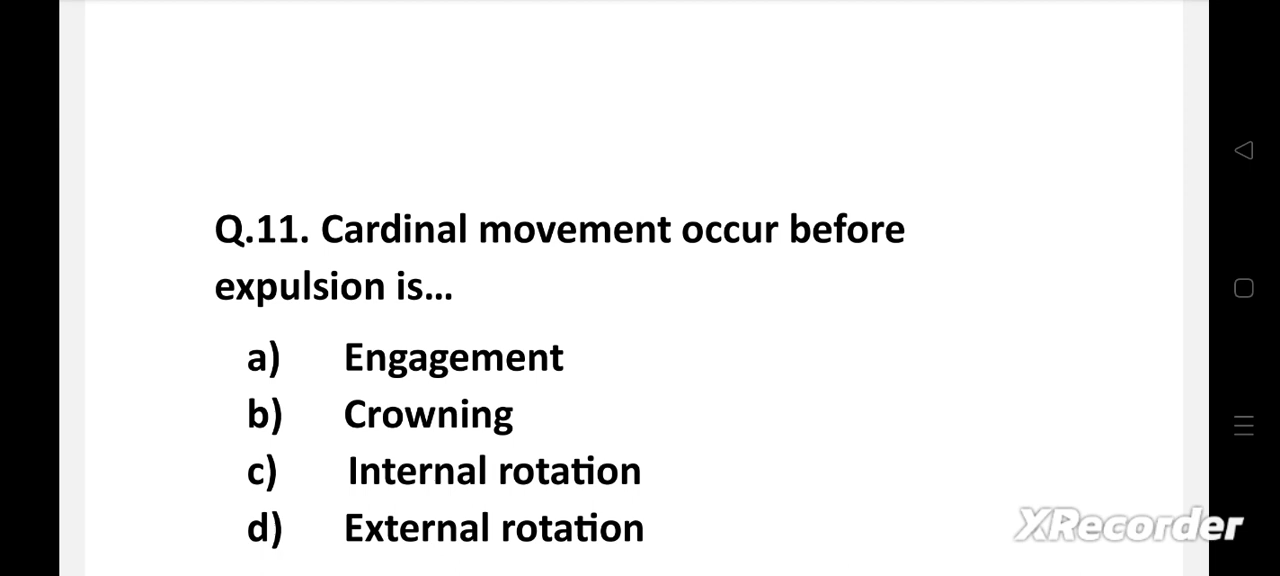 Q.11. Cardinal movement occur before
expulsion is...
a) Engagement
b) Crowning
c) Internal rotation
d) External rotation
XRecorder